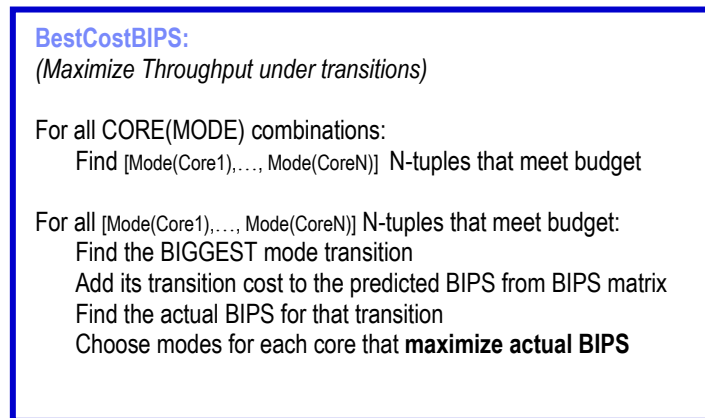 BestCostBIPS:
(Maximize Throughput under transitions)
For all CORE(MODE) combinations:
Find [Mode(Core1),…, Mode(CoreN)] N-tuples that meet budget
For all [Mode(Core1),…, Mode(CoreN)] N-tuples that meet budget:
Find the BIGGEST mode transition
Add its transition cost to the predicted BIPS from BIPS matrix
Find the actual BIPS for that transition
Choose modes for each core that maximize actual BIPS